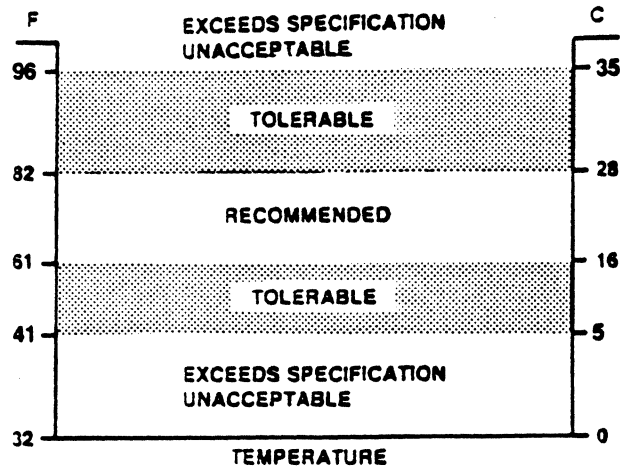 F C
EXCEEDS SPECIFICATION
UNACCEPTABLE
96 35
TOLERABLE
82 28
RECOMMENDED
61 16
TOLERABLE
41 5
EXCEEDS SPECIFICATION
UNACCEPTABLE
32 0
TEMPERATURE